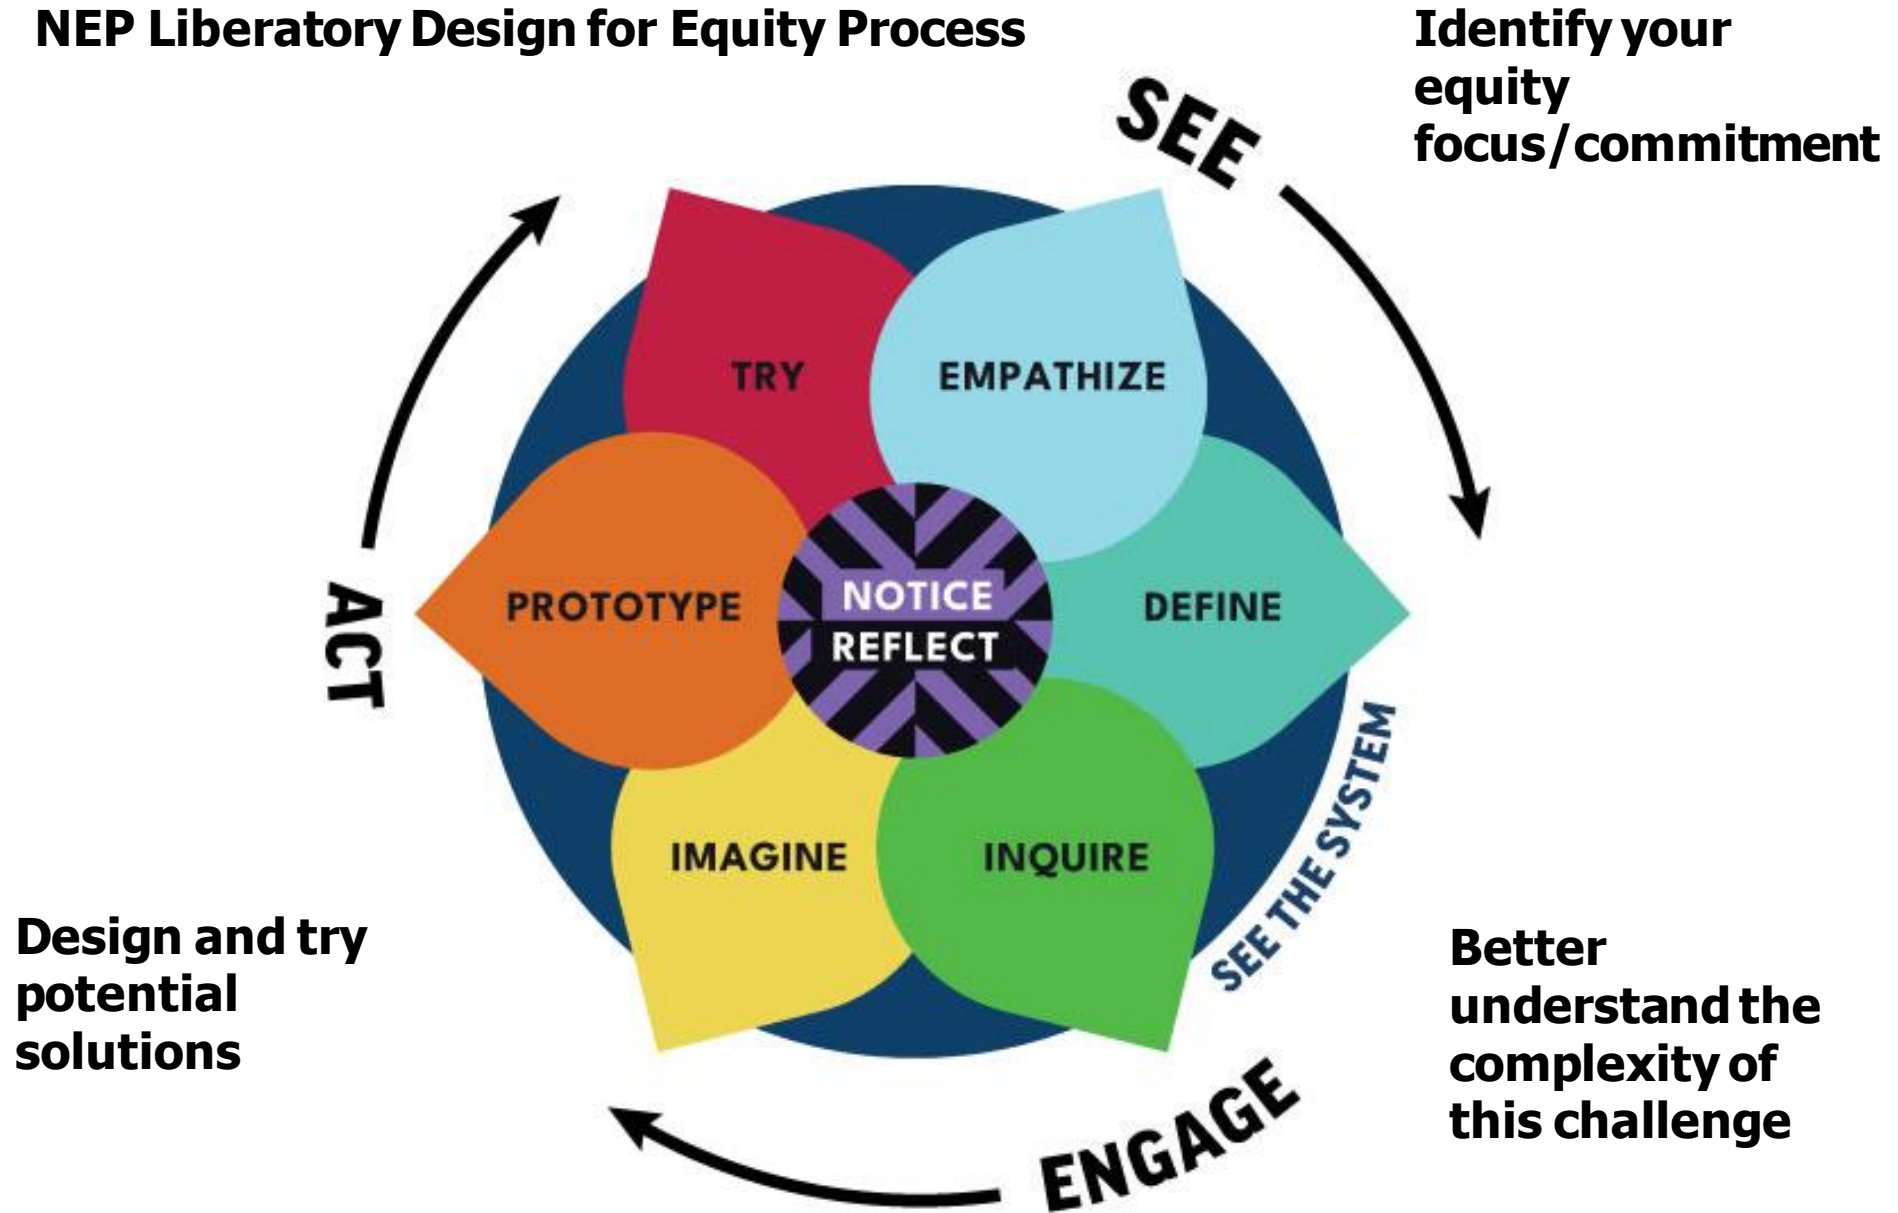 NEP Liberatory Design for Equity Process
Identify your
equity
focus/commitment
SEE
TRY
EMPATHIZE
PROTOTYPE
NOTICE
REFLECT
DEFINE
ACT
SEE THE SYSTEM
IMAGINE
INQUIRE
Design and try
potential
solutions
Better
understand the
complexity of
this challenge
ENGAGE